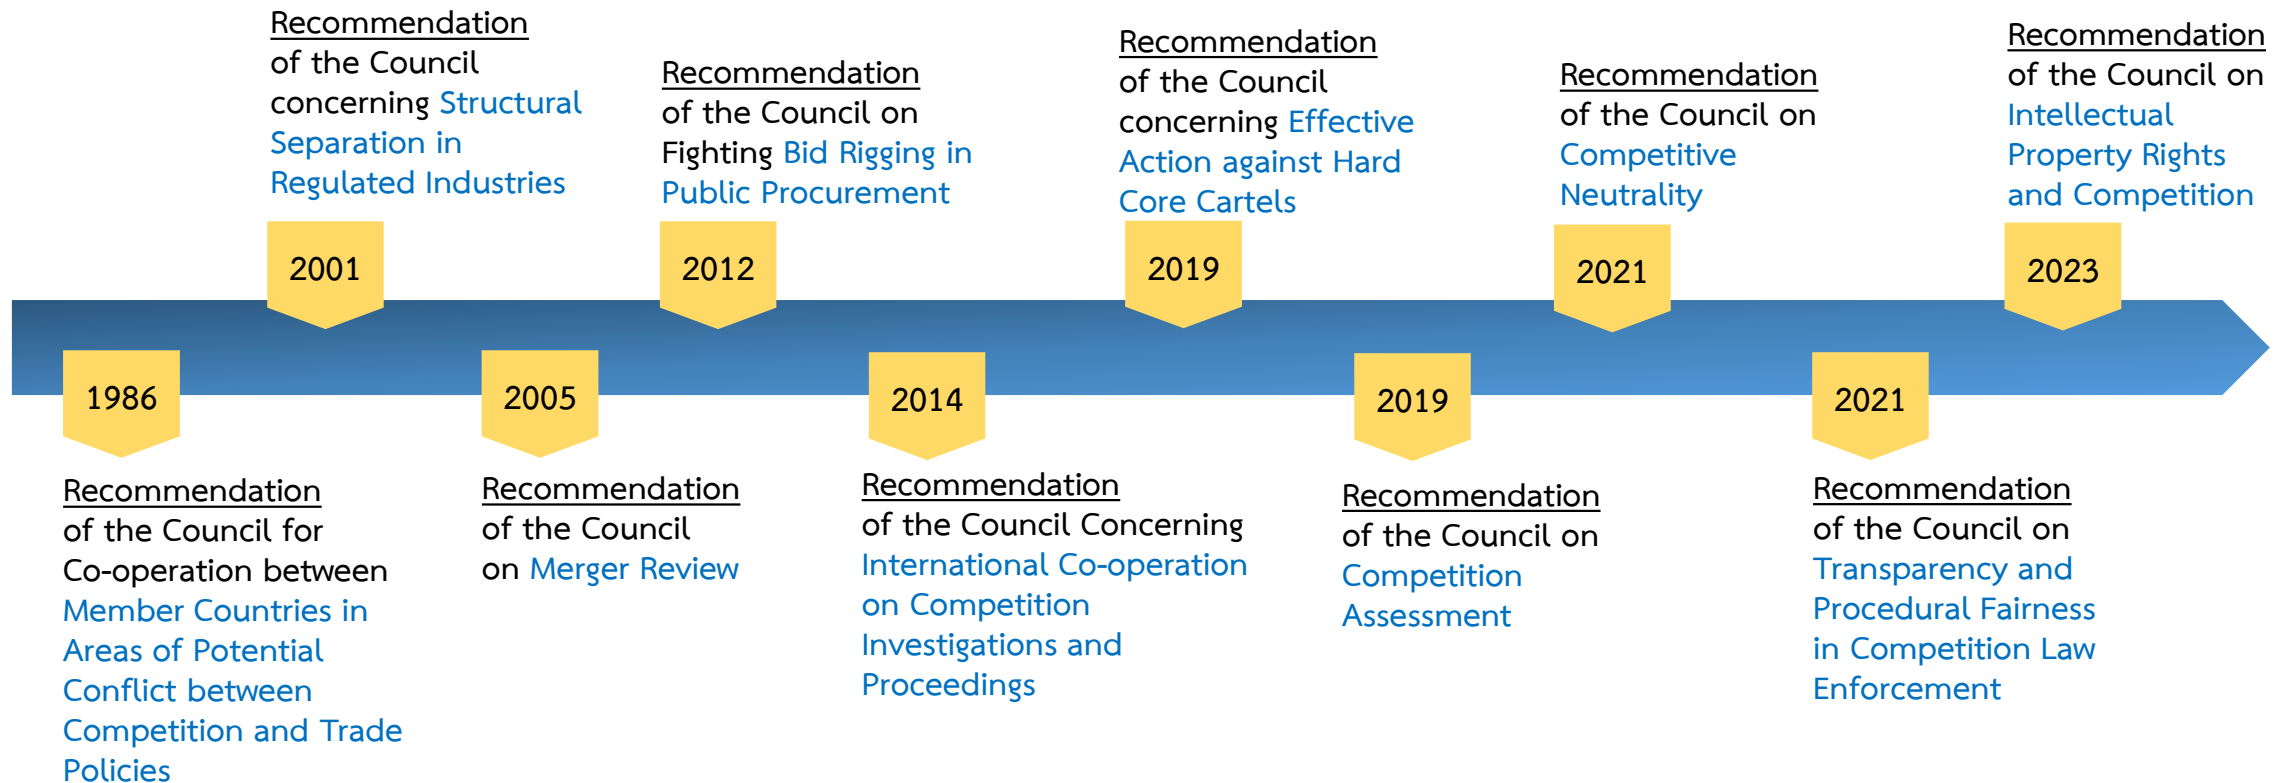 Recommendation
of the Council
concerning Structural
Separation in
Regulated Industries
2001
Recommendation
of the Council on
Fighting Bid Rigging in
Public Procurement
2012
Recommendation
of the Council
concerning Effective
Action against Hard
Core Cartels
2019
Recommendation
of the Council on
Competitive
Neutrality
2021
Recommendation
of the Council on
Intellectual
Property Rights
and Competition
2023
1986
Recommendation
of the Council for
Co-operation between
Member Countries in
Areas of Potential
Conflict between
Competition and Trade
Policies
2005
Recommendation
of the Council
on Merger Review
2014
Recommendation
of the Council Concerning
International Co-operation
on Competition
Investigations and
Proceedings
2019
Recommendation
of the Council on
Competition
Assessment
2021
Recommendation
of the Council on
Transparency and
Procedural Fairness
in Competition Law
Enforcement